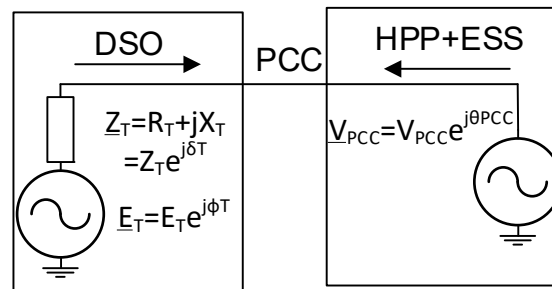 DSO
PCC
HPP+ESS
Z_T=R_T+jX_T
=Z_Te^{jδT}
V_PCC=V_PCCe^{jθPCC}
E_T=E_Te^{jϕT}